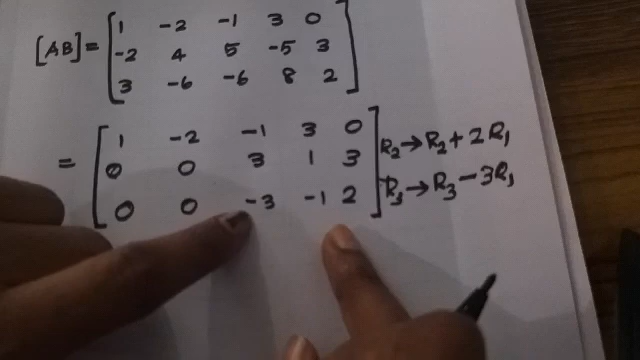 [AB] = [1 -2 -1 3 0
-2 4 5 -5 3
3 -6 -6 8 2]
= [1 -2 -1 3 0
0 0 3 1 3] R₂→R₂+2R₁
0 0 -3 -1 2] R₃→R₃-3R₁